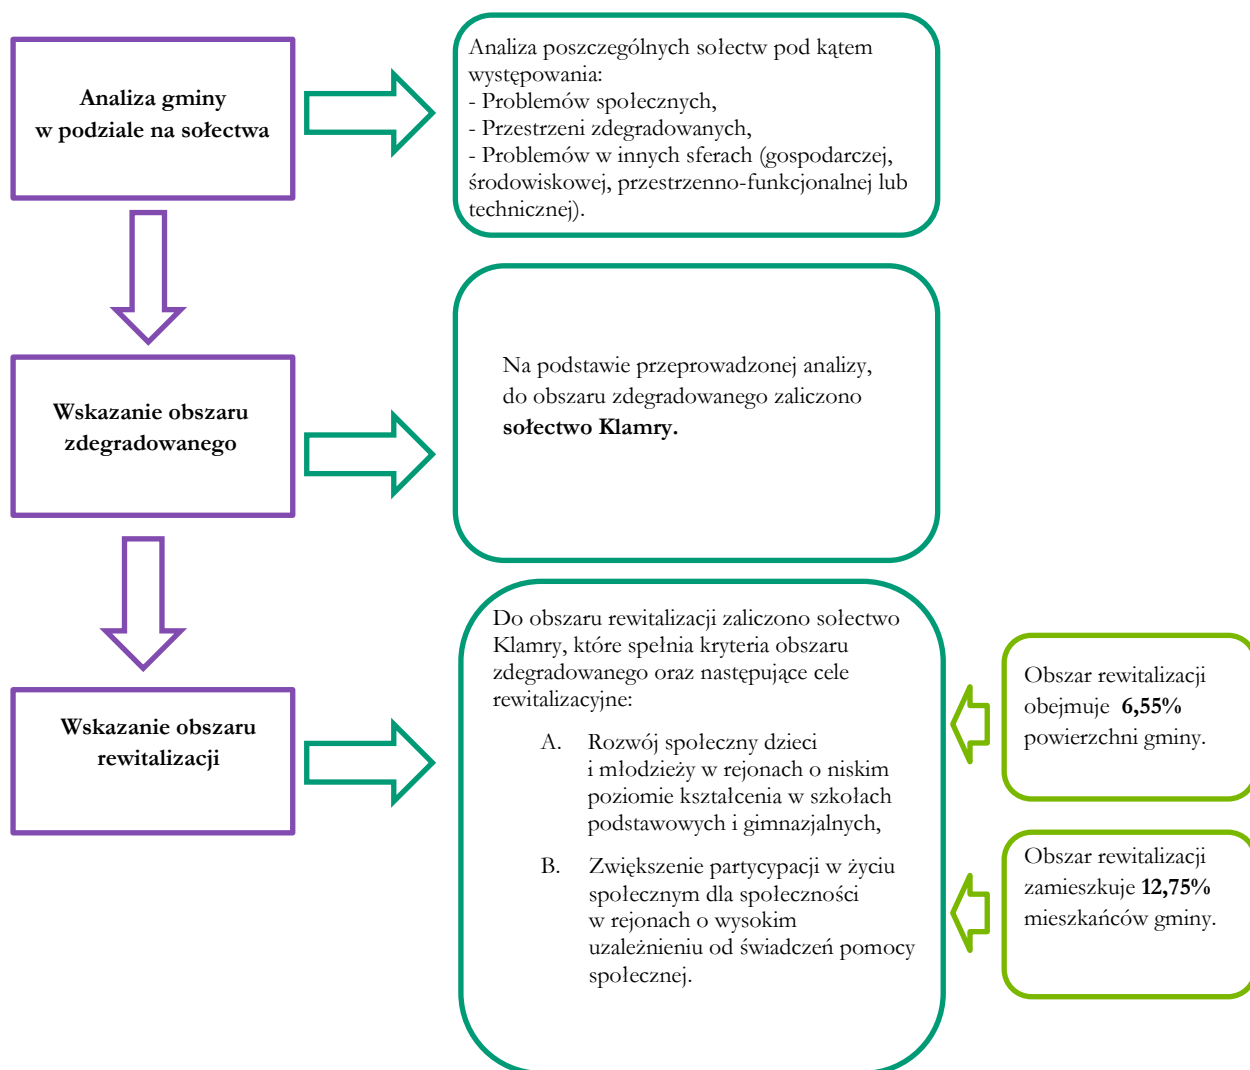 Analiza gminy
w podziale na sołectwa
Analiza poszczególnych sołectw pod kątem
występowania:
- Problemów społecznych,
- Przestrzeni zdegradowanych,
- Problemów w innych sferach (gospodarczej,
środowiskowej, przestrzenno-funkcjonalnej lub
technicznej).
Wskazanie obszaru
zdegradowanego
Na podstawie przeprowadzonej analizy,
do obszaru zdegradowanego zaliczono
sołectwo Klamry.
Wskazanie obszaru
rewitalizacji
Do obszaru rewitalizacji zaliczono sołectwo
Klamry, które spełnia kryteria obszaru
zdegradowanego oraz następujące cele
rewitalizacyjne:
A. Rozwój społeczny dzieci
i młodzieży w rejonach o niskim
poziomie kształcenia w szkołach
podstawowych i gimnazjalnych,
B. Zwiększenie partycypacji w życiu
społecznym dla społeczności
w rejonach o wysokim
uzależnieniu od świadczeń pomocy
społecznej.
Obszar rewitalizacji
obejmuje 6,55%
powierzchni gminy.
Obszar rewitalizacji
zamieszkuje 12,75%
mieszkańców gminy.